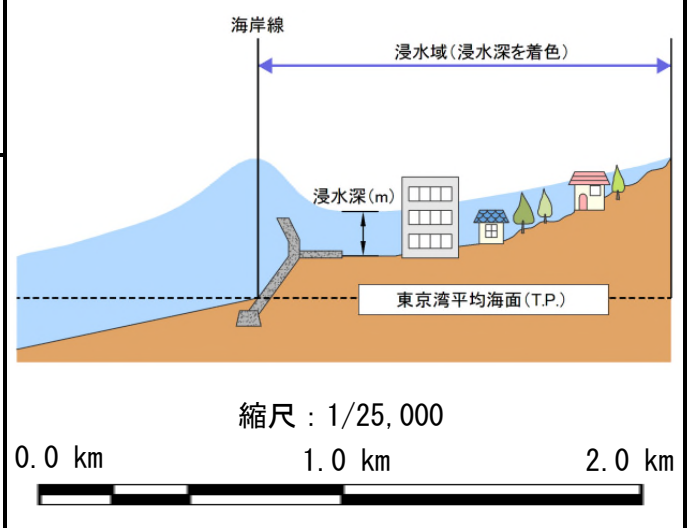 海岸線
浸水域(浸水深を着色)
浸水深(m)
東京湾平均海面(T.P.)
縮尺：1/25,000
0.0 km 1.0 km 2.0 km